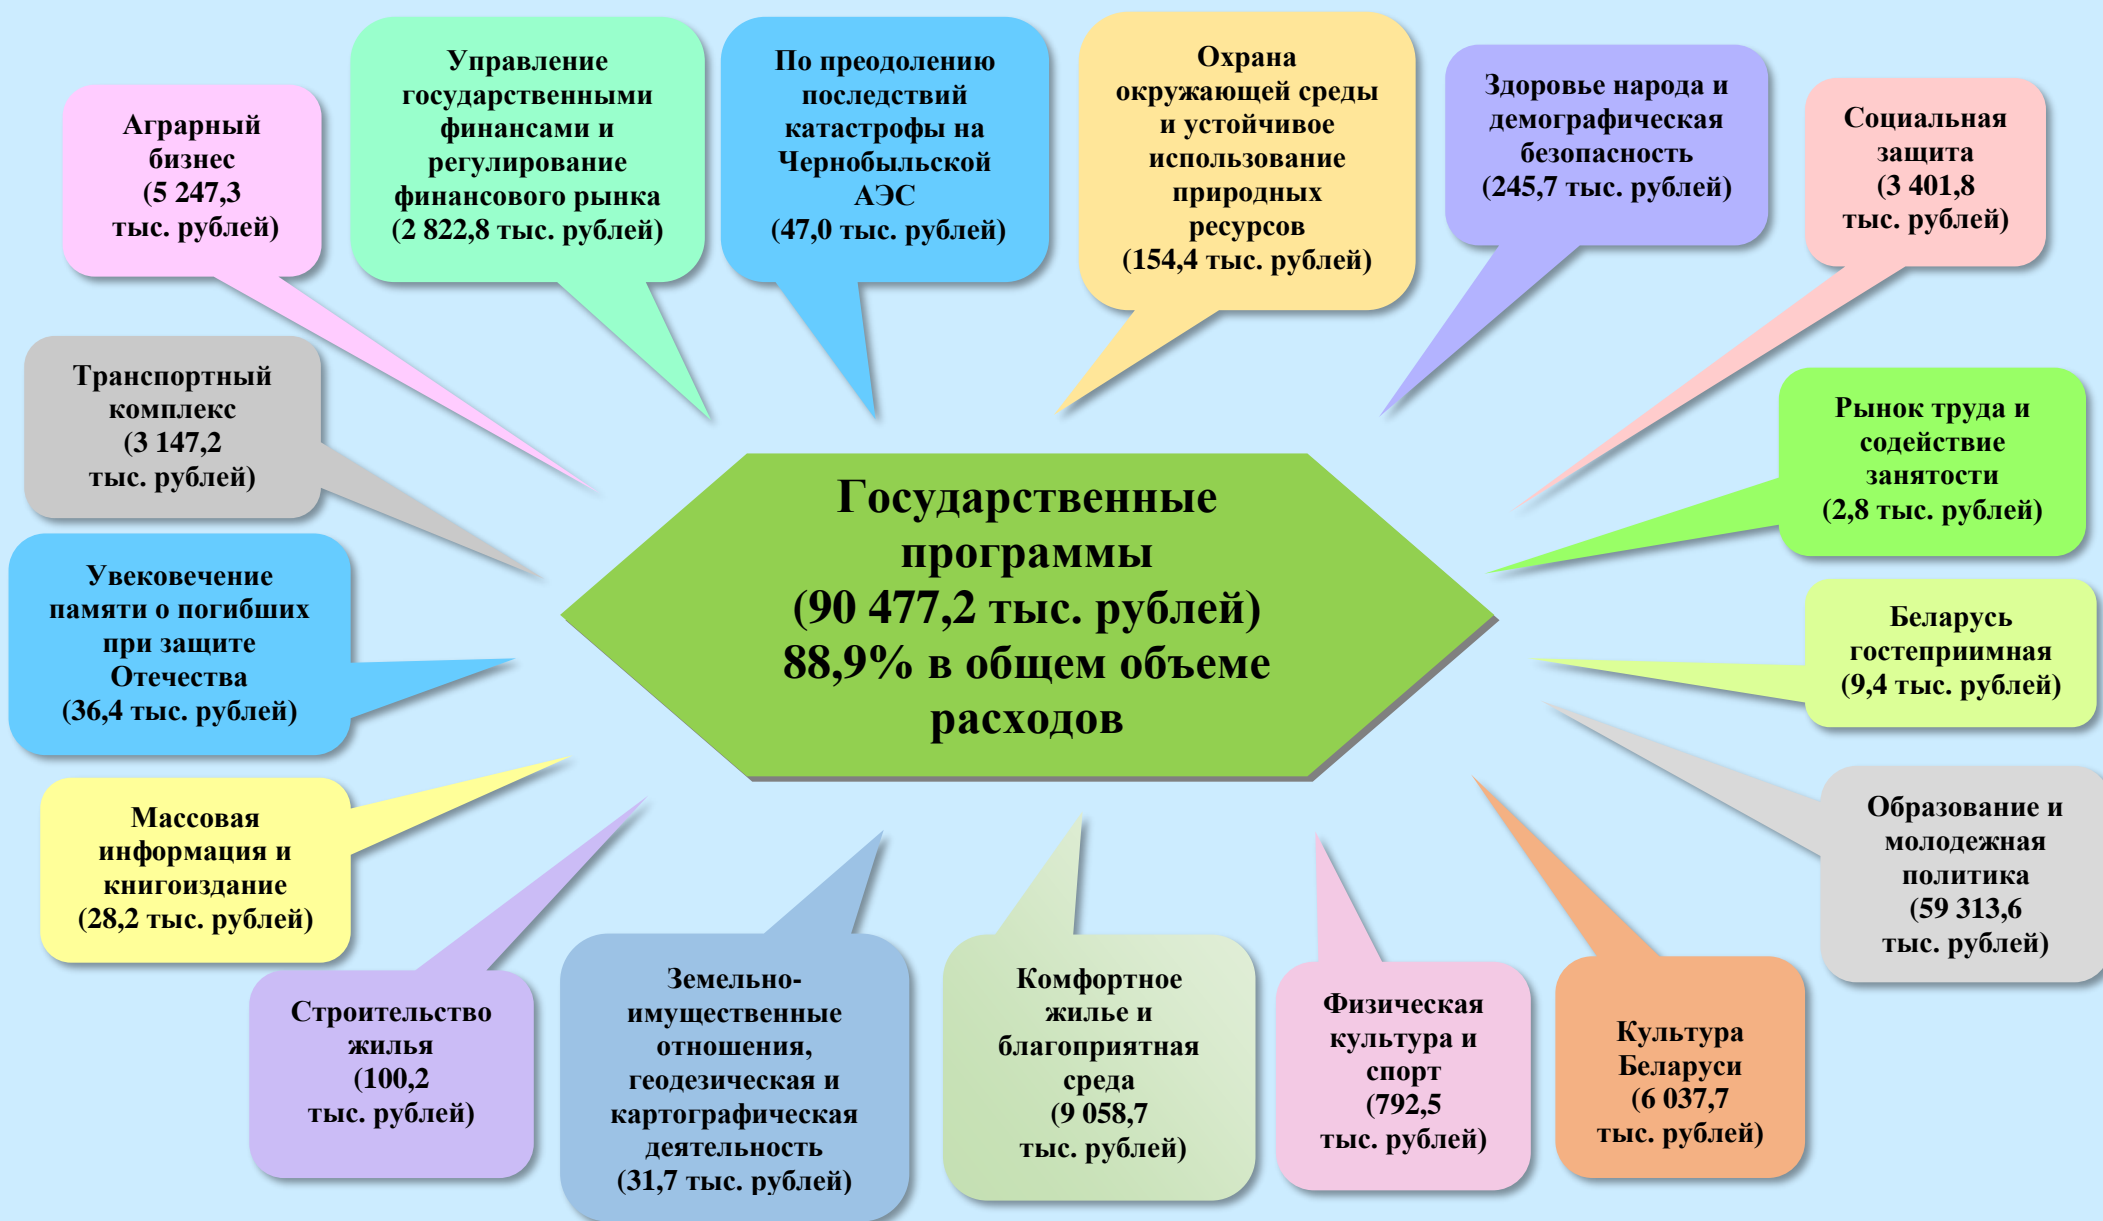 Аграрный
бизнес
(5 247,3
тыс. рублей)
Управление
государственными
финансами и
регулирование
финансового рынка
(2 822,8 тыс. рублей)
По преодолению
последствий
катастрофы на
Чернобыльской
АЭС
(47,0 тыс. рублей)
Охрана
окружающей среды
и устойчивое
использование
природных
ресурсов
(154,4 тыс. рублей)
Здоровье народа и
демографическая
безопасность
(245,7 тыс. рублей)
Социальная
защита
(3 401,8
тыс. рублей)
Транспортный
комплекс
(3 147,2
тыс. рублей)
Рынок труда и
содействие
занятости
(2,8 тыс. рублей)
Государственные
программы
(90 477,2 тыс. рублей)
88,9% в общем объеме
расходов
Увековечение
памяти о погибших
при защите
Отечества
(36,4 тыс. рублей)
Беларусь
гостеприимная
(9,4 тыс. рублей)
Массовая
информация и
книгоиздание
(28,2 тыс. рублей)
Образование и
молодежная
политика
(59 313,6
тыс. рублей)
Строительство
жилья
(100,2
тыс. рублей)
Земельно-
имущественные
отношения,
геодезическая и
картографическая
деятельность
(31,7 тыс. рублей)
Комфортное
жилье и
благоприятная
среда
(9 058,7
тыс. рублей)
Физическая
культура и
спорт
(792,5
тыс. рублей)
Культура
Беларуси
(6 037,7
тыс. рублей)